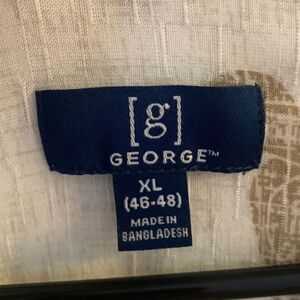 [g]
GEORGE™
XL
(46-48)
MADE IN
BANGLADESH